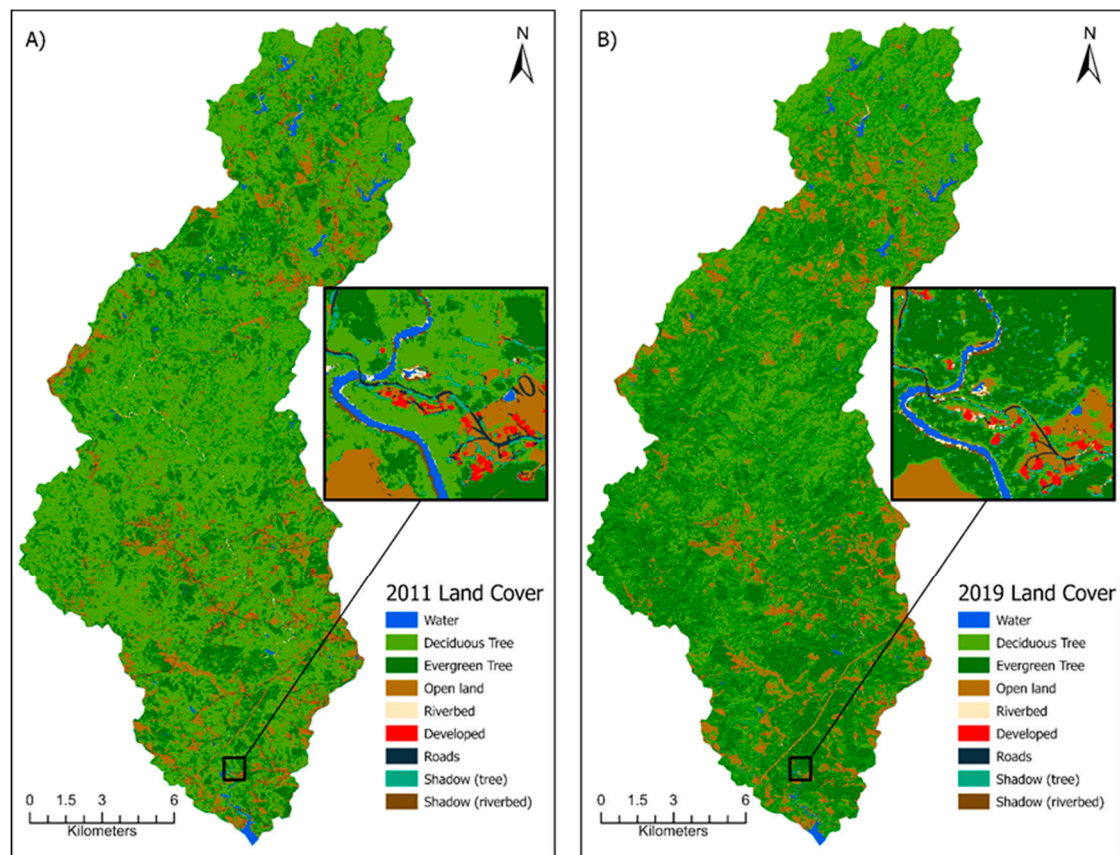 A)
N
2011 Land Cover
Water
Deciduous Tree
Evergreen Tree
Open land
Riverbed
Developed
Roads
Shadow (tree)
Shadow (riverbed)
0 1.5 3 6
Kilometers
B)
N
2019 Land Cover
Water
Deciduous Tree
Evergreen Tree
Open land
Riverbed
Developed
Roads
Shadow (tree)
Shadow (riverbed)
0 1.5 3 6
Kilometers